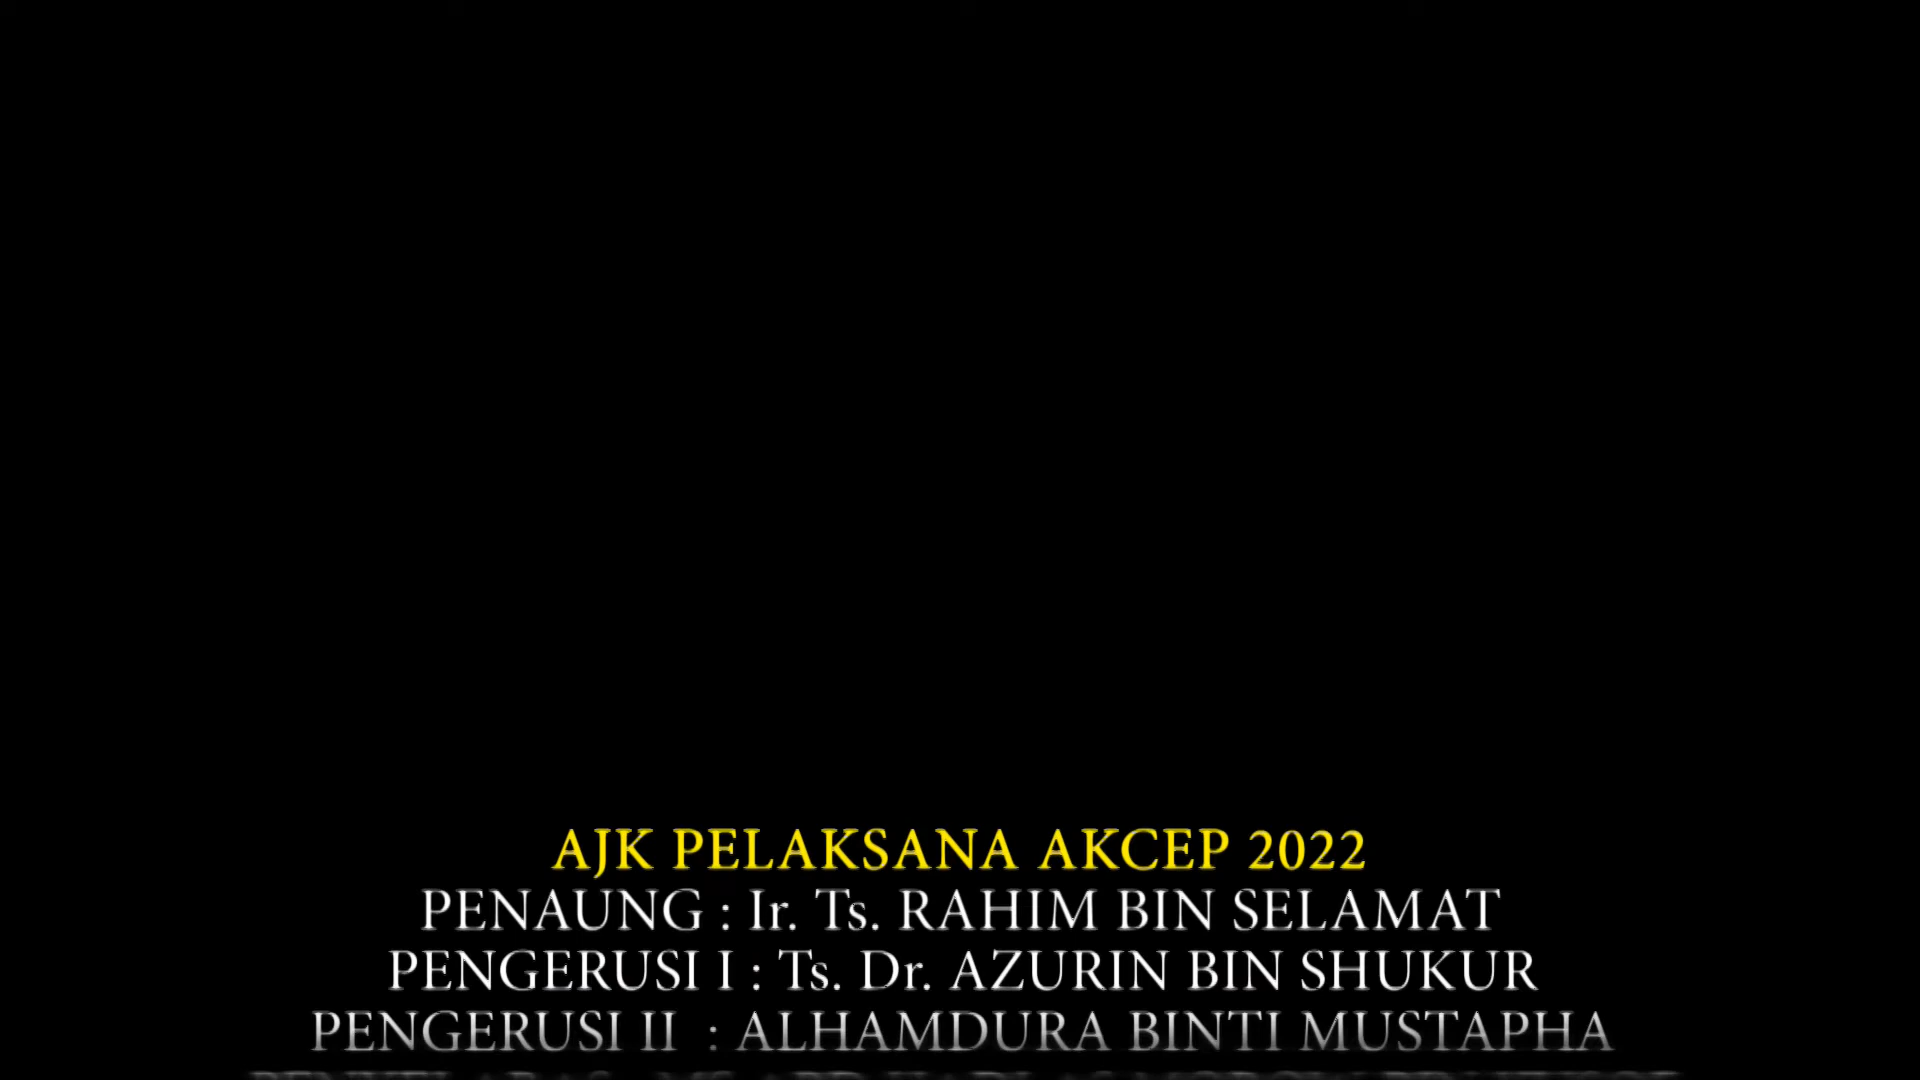 AJK PELAKSANA AKCEP 2022
PENAUNG : Ir. Ts. RAHIM BIN SELAMAT
PENGERUSI I : Ts. Dr. AZURIN BIN SHUKUR
PENGERUSI II : ALHAMDURA BINTI MUSTAPHA